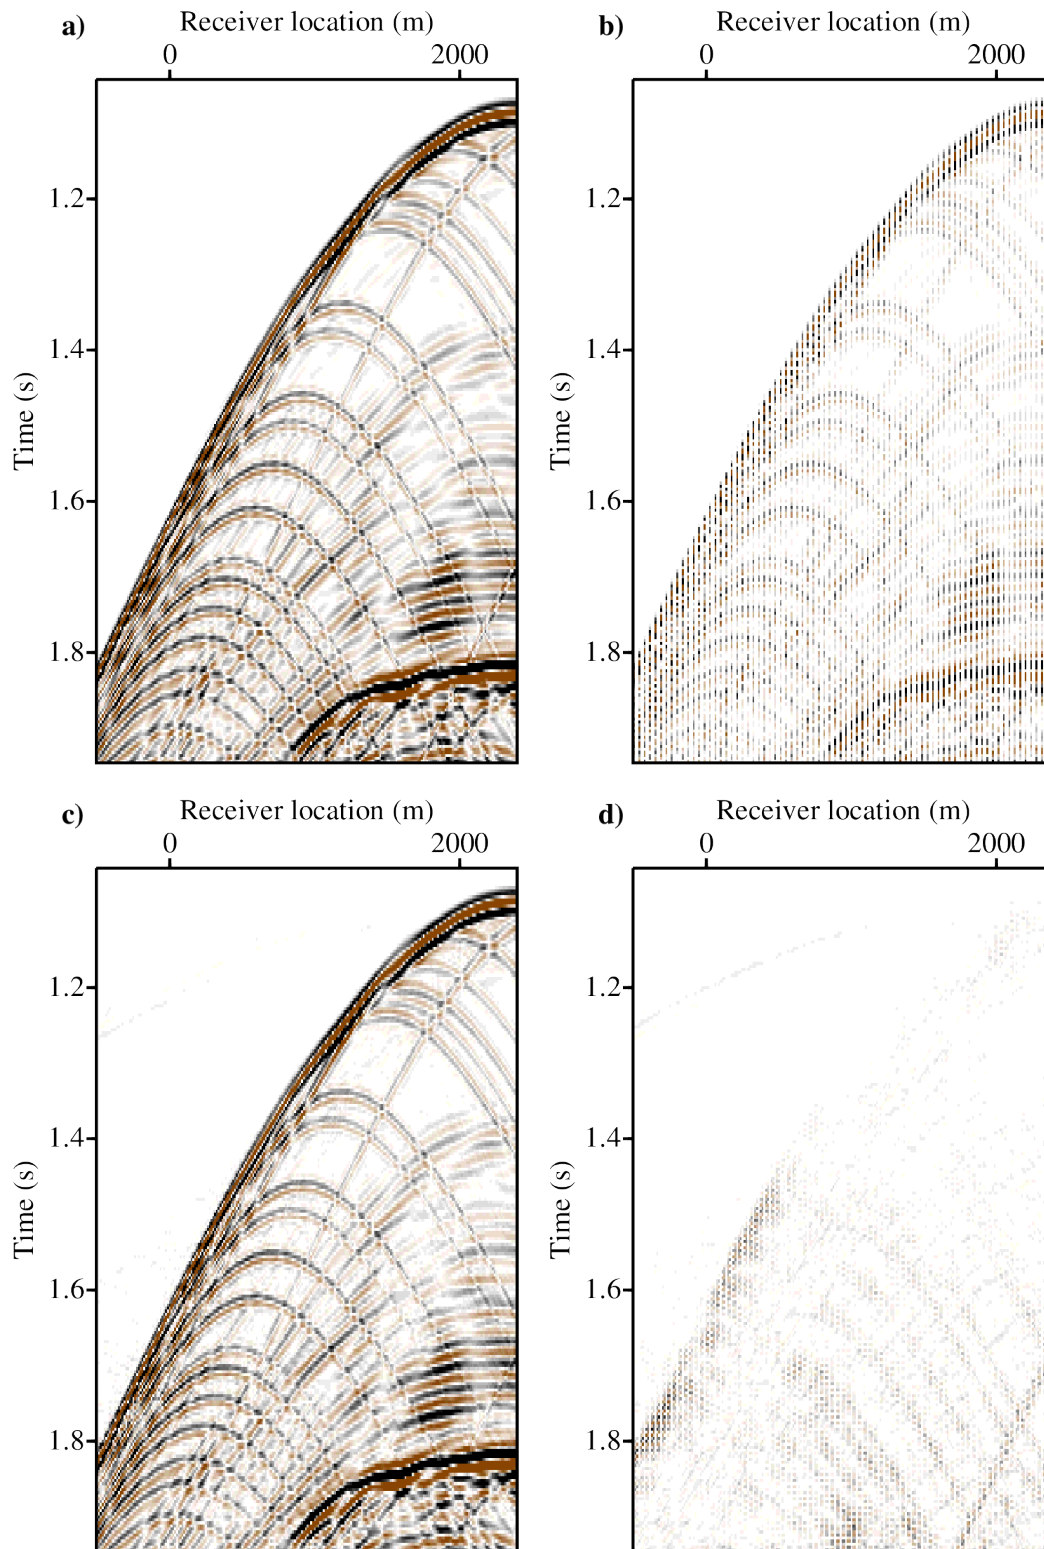 a) Receiver location (m)
0 2000
1.2
1.4
1.6
1.8
Time (s)
b) Receiver location (m)
0 2000
1.2
1.4
1.6
1.8
Time (s)
c) Receiver location (m)
0 2000
1.2
1.4
1.6
1.8
Time (s)
d) Receiver location (m)
0 2000
1.2
1.4
1.6
1.8
Time (s)